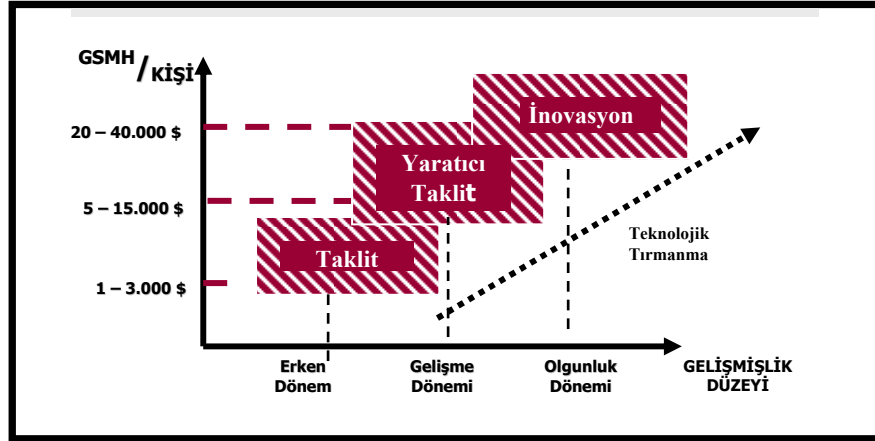 GSMH / KİŞİ
20 – 40.000 $
5 – 15.000 $
1 – 3.000 $
İnovasyon
Yaratıcı
Taklit
Taklit
Teknolojik
Tırmanma
Erken
Dönem
Gelişme
Dönemi
Olgunluk
Dönemi
GELİŞMİŞLİK
DÜZEYİ